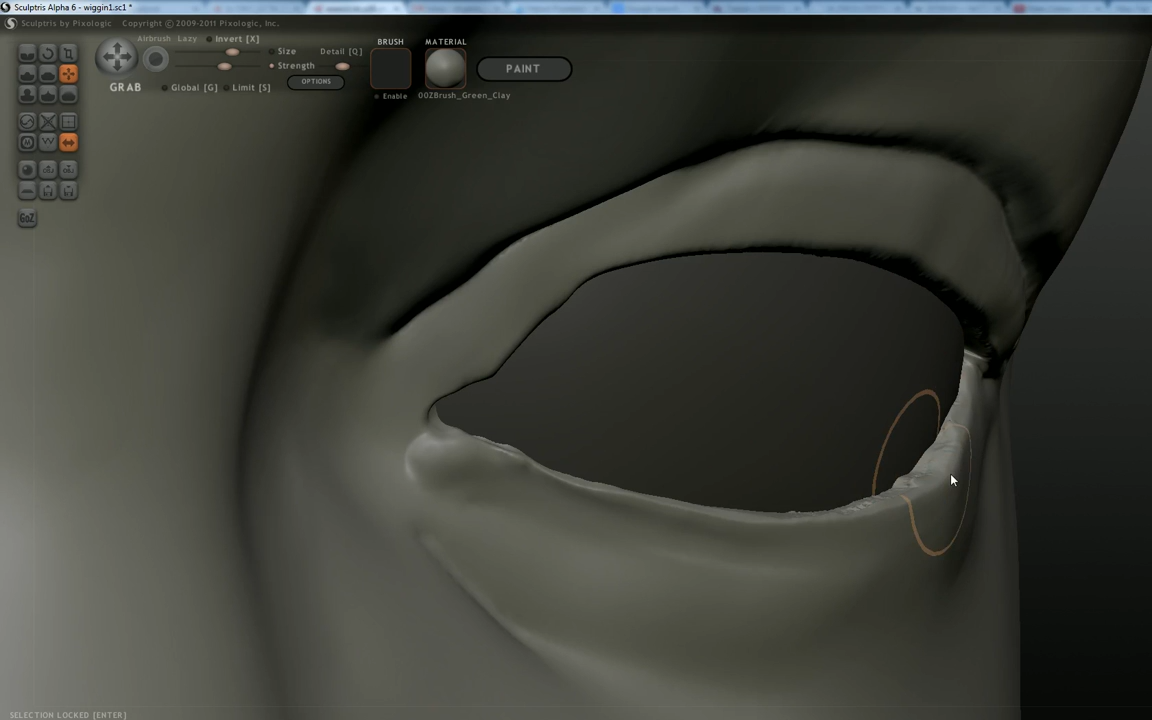 Sculptris Alpha 6 - wiggin1.sc1 *
Sculptris by Pixologic   Copyright © 2009-2011 Pixologic, Inc.
Airbrush Lazy Invert [X]
Size Detail [Q]
Strength
OPTIONS
GRAB Global [G] Limit [S]
BRUSH
Enable
MATERIAL
00ZBrush_Green_Clay
PAINT
GoZ
SELECTION LOCKED [ENTER]